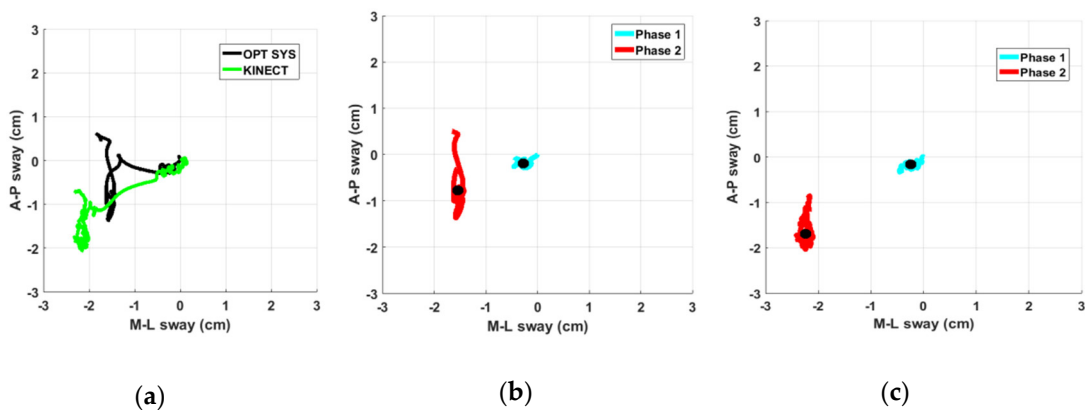 3
2
1
0
-1
-2
-3
A-P sway (cm)
OPT SYS
KINECT
-3 -2 -1 0 1 2 3
M-L sway (cm)
(a)
3
2
1
0
-1
-2
-3
A-P sway (cm)
Phase 1
Phase 2
-3 -2 -1 0 1 2 3
M-L sway (cm)
(b)
3
2
1
0
-1
-2
-3
A-P sway (cm)
Phase 1
Phase 2
-3 -2 -1 0 1 2 3
M-L sway (cm)
(c)